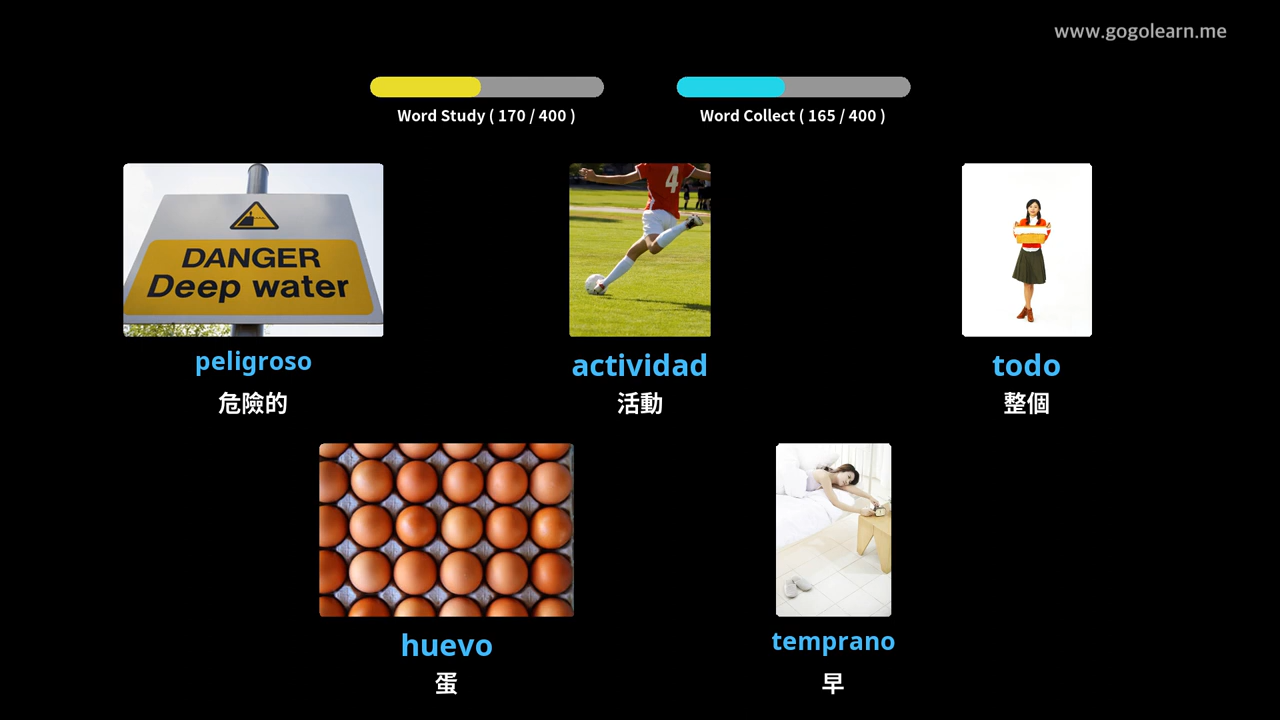 www.gogolearn.me
Word Study ( 170 / 400 )
Word Collect ( 165 / 400 )
DANGER
Deep water
4
peligroso
危險的
actividad
活動
todo
整個
huevo
蛋
temprano
早